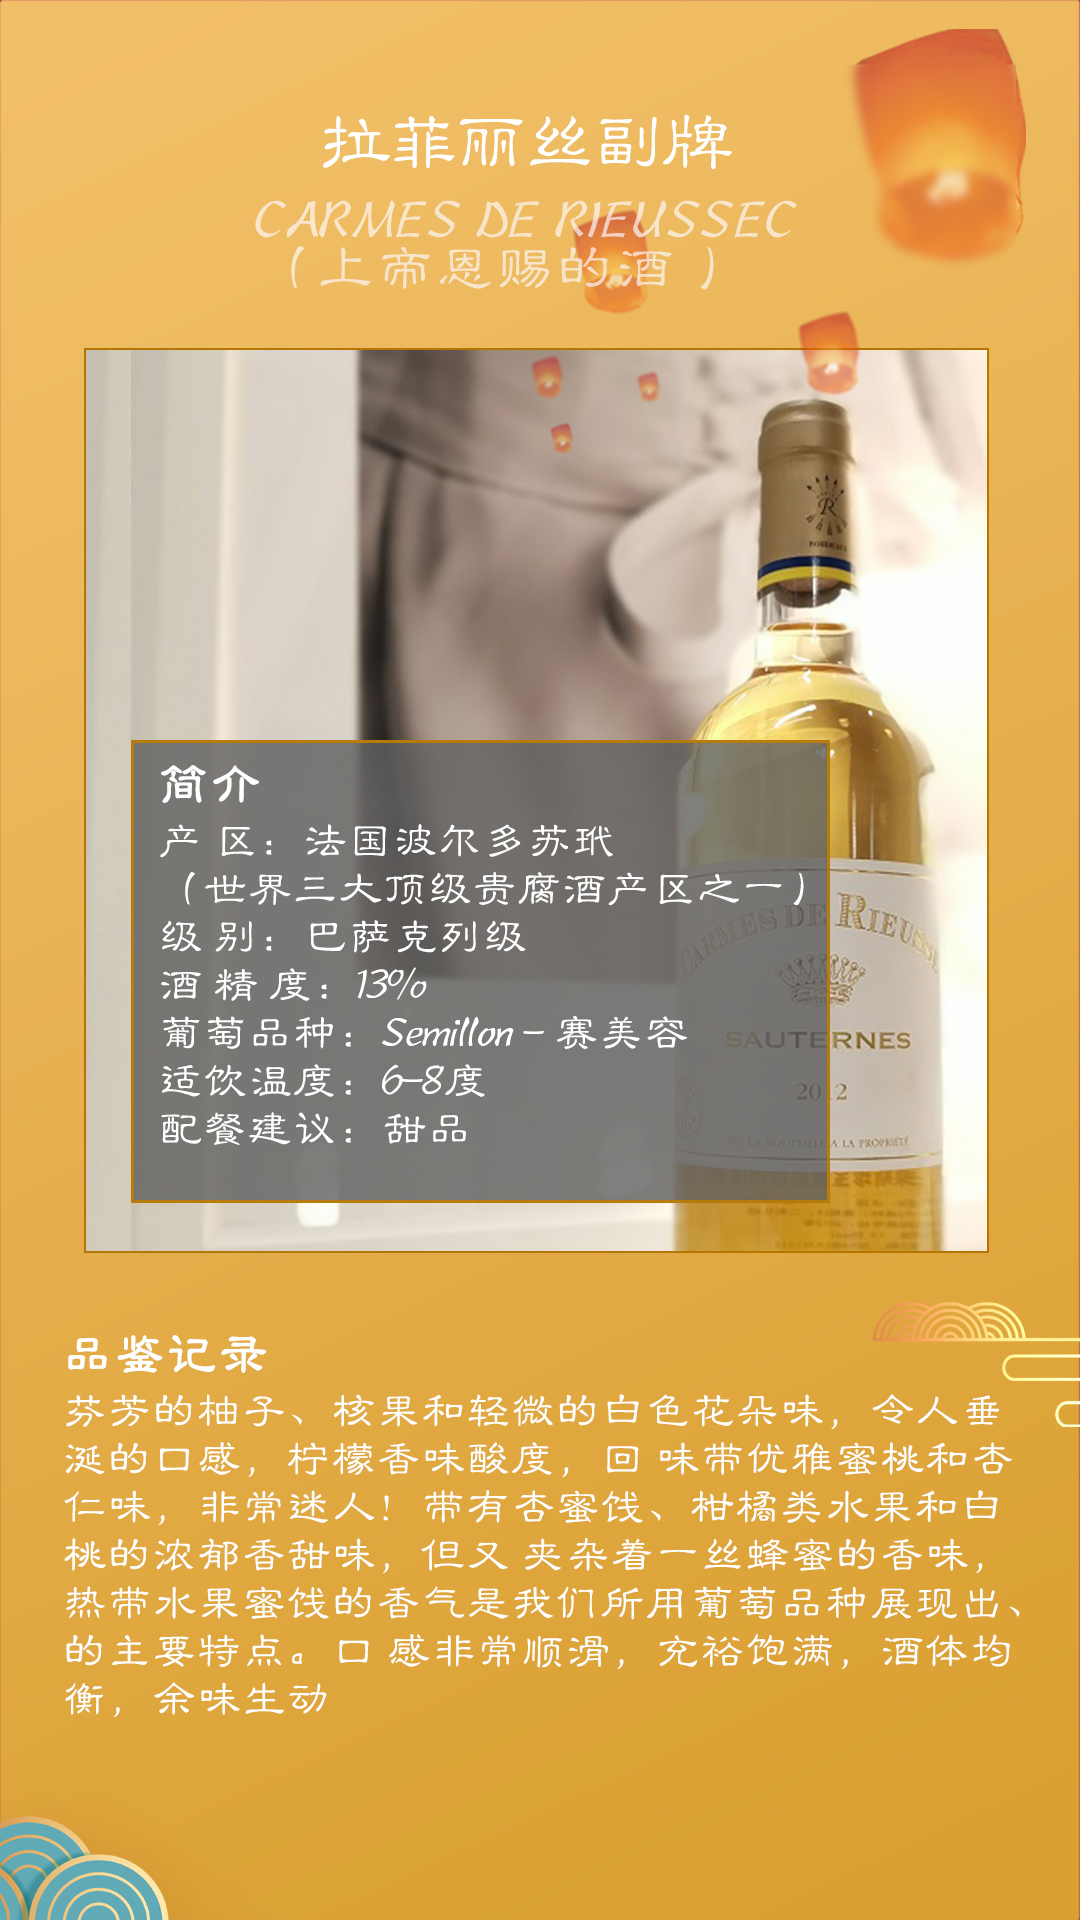 拉菲丽丝副牌
CARMES DE RIEUSSEC
（上帝恩赐的酒 ）
R
BORDEAUX
简介
产 区：法国波尔多苏玳
（世界三大顶级贵腐酒产区之一）
级 别：巴萨克列级
酒 精 度：13%
葡萄品种：Semillon-赛美容
适饮温度：6-8度
配餐建议：甜品
CARMES DE RIEUSSE
SAUTERNES
2012
MIS EN BOUTEILLE A LA PROPRIÉTÉ
品鉴记录
芬芳的柚子、核果和轻微的白色花朵味，令人垂
涎的口感，柠檬香味酸度，回 味带优雅蜜桃和杏
仁味，非常迷人！带有杏蜜饯、柑橘类水果和白
桃的浓郁香甜味，但又 夹杂着一丝蜂蜜的香味，
热带水果蜜饯的香气是我们所用葡萄品种展现出、
的主要特点。口 感非常顺滑，充裕饱满，酒体均
衡，余味生动